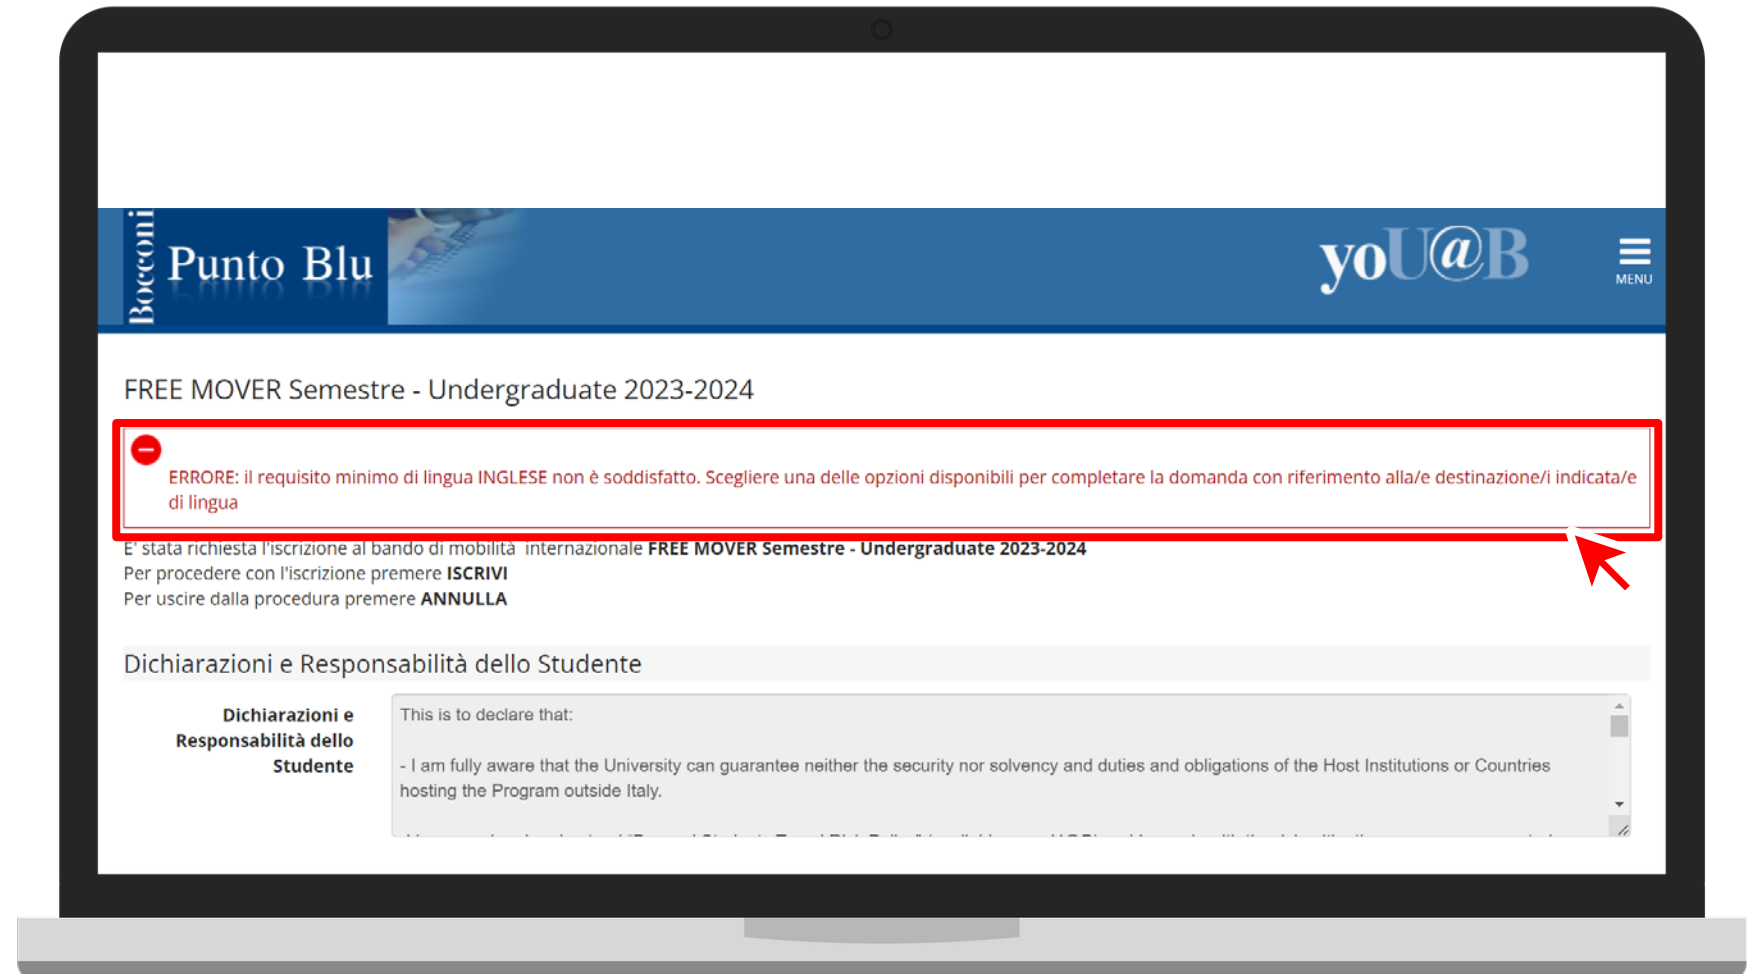 Bocconi
Punto Blu
yoU@B
MENU
FREE MOVER Semestre - Undergraduate 2023-2024
ERRORE: il requisito minimo di lingua INGLESE non è soddisfatto. Scegliere una delle opzioni disponibili per completare la domanda con riferimento alla/e destinazione/i indicata/e
di lingua
E' stata richiesta l'iscrizione al bando di mobilità internazionale FREE MOVER Semestre - Undergraduate 2023-2024
Per procedere con l'iscrizione premere ISCRIVI
Per uscire dalla procedura premere ANNULLA
Dichiarazioni e Responsabilità dello Studente
Dichiarazioni e
Responsabilità dello
Studente
This is to declare that:
- I am fully aware that the University can guarantee neither the security nor solvency and duties and obligations of the Host Institutions or Countries
hosting the Program outside Italy.